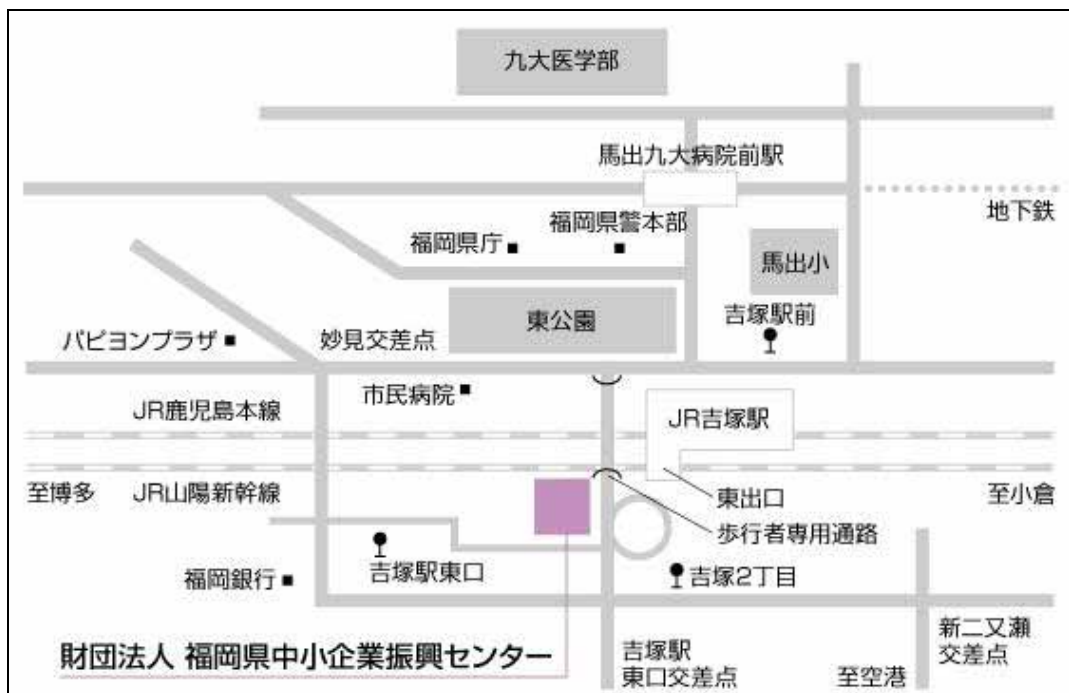 九大医学部
馬出九大病院前駅
地下鉄
福岡県警本部
福岡県庁
馬出小
吉塚駅前
東公園
パピヨンプラザ
妙見交差点
市民病院
JR鹿児島本線
JR吉塚駅
至博多
JR山陽新幹線
東出口
至小倉
歩行者専用通路
吉塚駅東口
吉塚2丁目
福岡銀行
財団法人 福岡県中小企業振興センター
吉塚駅
東口交差点
新二又瀬
交差点
至空港